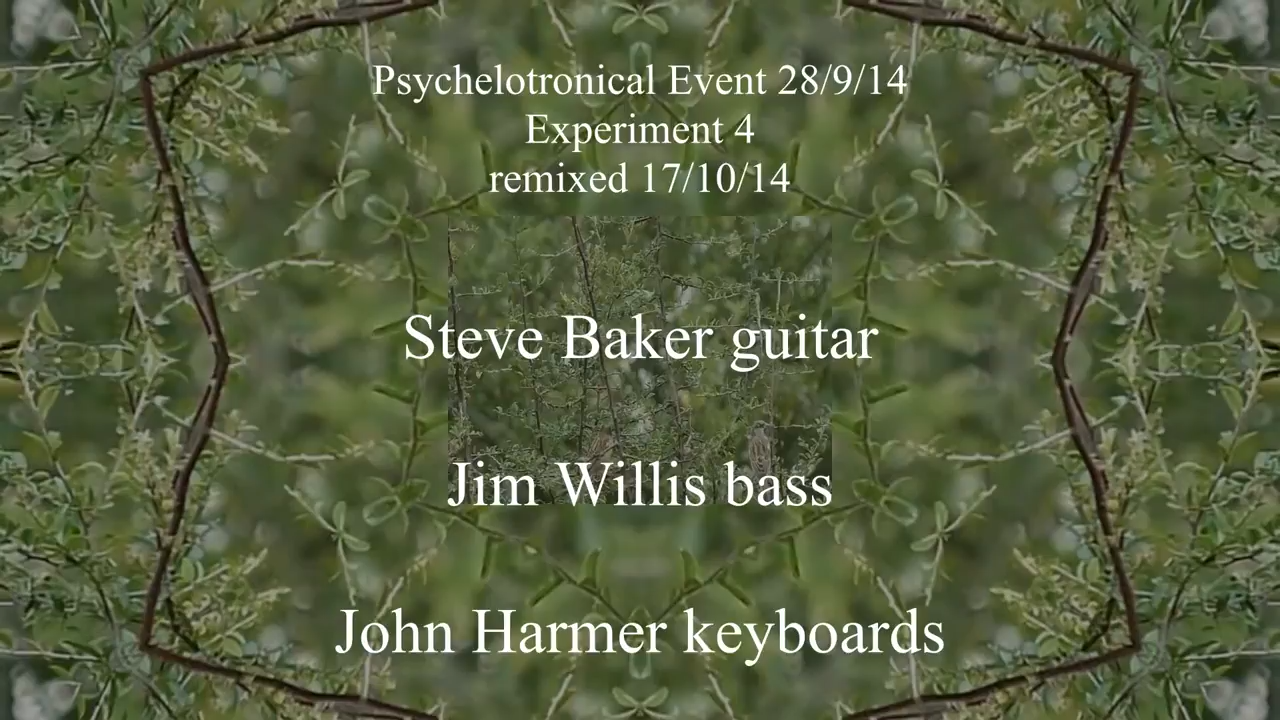 Psychelotronical Event 28/9/14
Experiment 4
remixed 17/10/14
Steve Baker guitar
Jim Willis bass
John Harmer keyboards